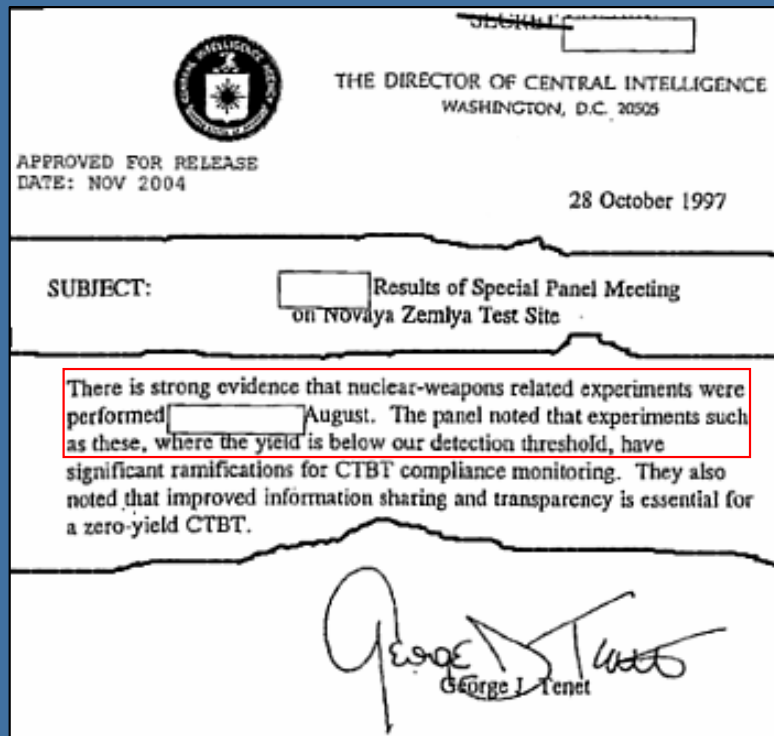 SECRET
THE DIRECTOR OF CENTRAL INTELLIGENCE
WASHINGTON, D.C. 20505
APPROVED FOR RELEASE
DATE: NOV 2004
28 October 1997
SUBJECT: Results of Special Panel Meeting
on Novaya Zemlya Test Site
There is strong evidence that nuclear-weapons related experiments were
performed August. The panel noted that experiments such
as these, where the yield is below our detection threshold, have
significant ramifications for CTBT compliance monitoring. They also
noted that improved information sharing and transparency is essential for
a zero-yield CTBT.
George J. Tenet